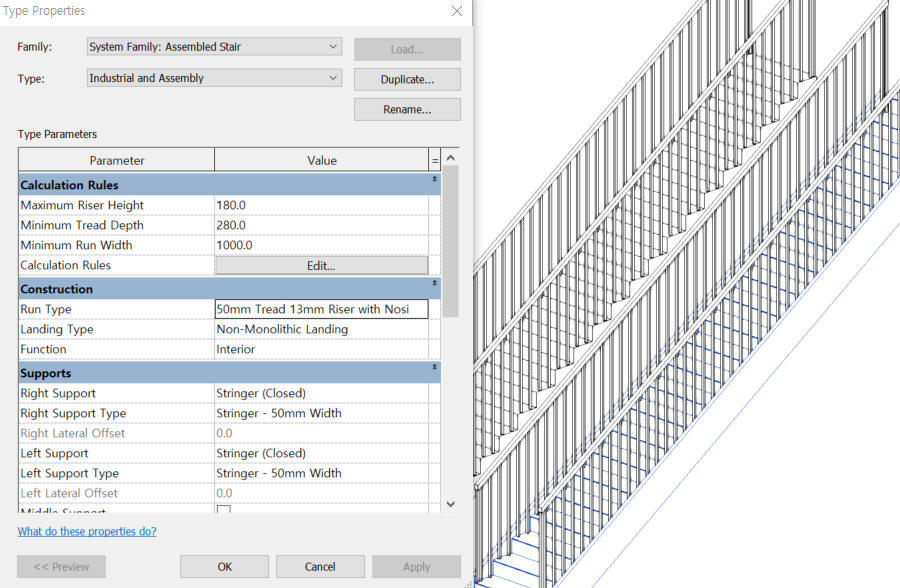 Type Properties
Family: System Family: Assembled Stair Load...
Type: Industrial and Assembly Duplicate...
Rename...
Type Parameters
Parameter Value =
Calculation Rules
Maximum Riser Height 180.0
Minimum Tread Depth 280.0
Minimum Run Width 1000.0
Calculation Rules Edit...
Construction
Run Type 50mm Tread 13mm Riser with Nosi
Landing Type Non-Monolithic Landing
Function Interior
Supports
Right Support Stringer (Closed)
Right Support Type Stringer - 50mm Width
Right Lateral Offset 0.0
Left Support Stringer (Closed)
Left Support Type Stringer - 50mm Width
Left Lateral Offset 0.0
Middle Support
What do these properties do?
<< Preview OK Cancel Apply